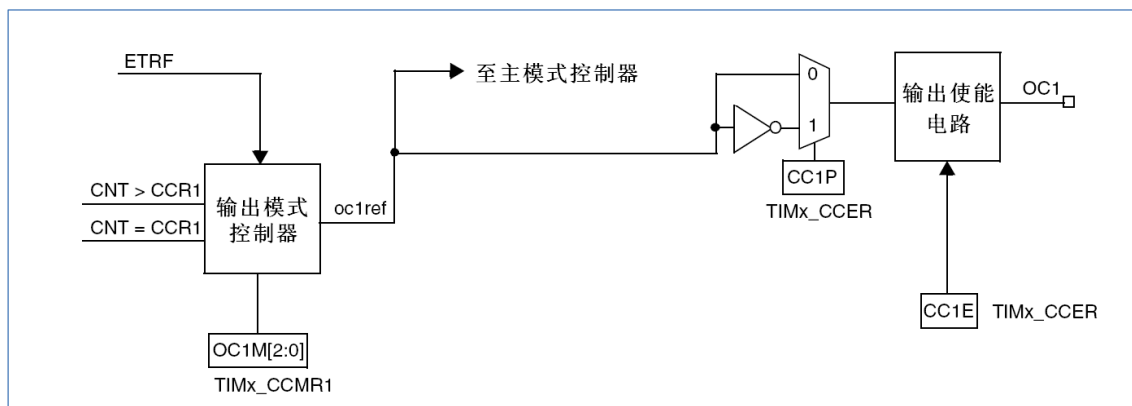 ETRF
至主模式控制器
0
1
输出使能
电路
OC1
CC1P
TIMx_CCER
CNT > CCR1
CNT = CCR1
输出模式
控制器
oc1ref
CC1E
TIMx_CCER
OC1M[2:0]
TIMx_CCMR1